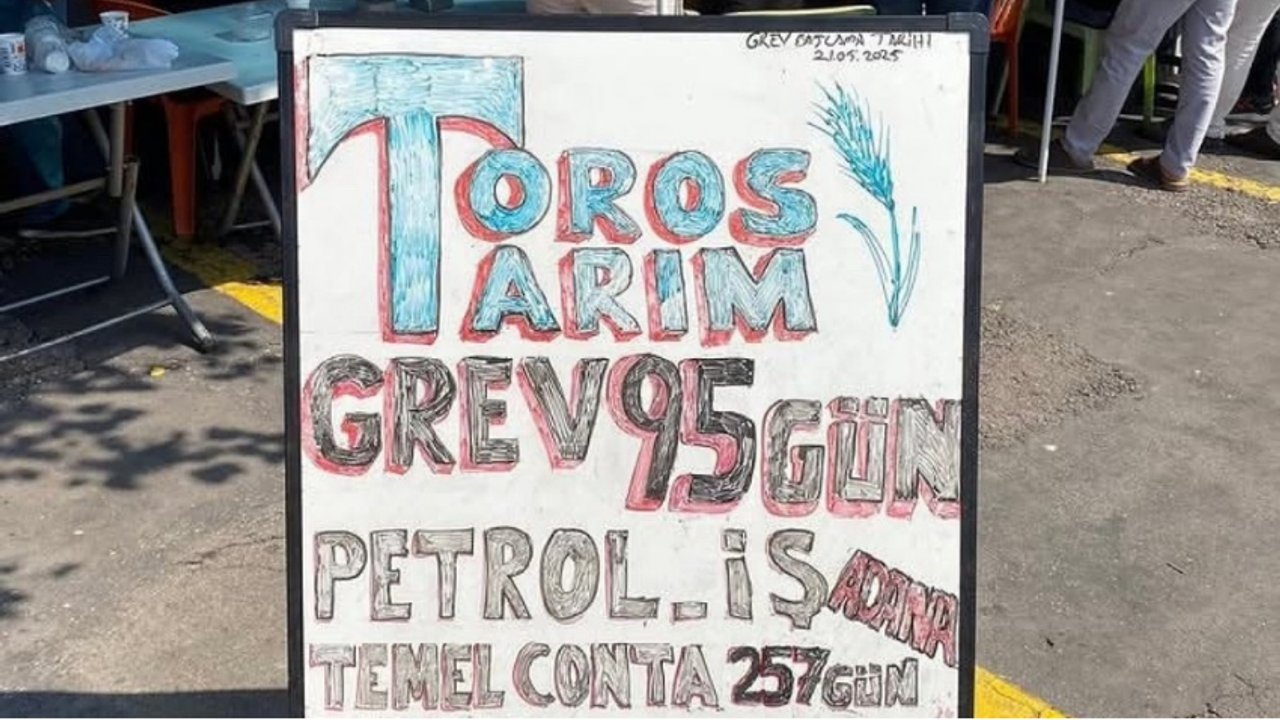 GREV BAŞLAMA TARİHİ
21.05.2025
TOROS
TARIM
GREV 95 GÜN
PETROL-İŞ ADANA
TEMEL CONTA 257 GÜN